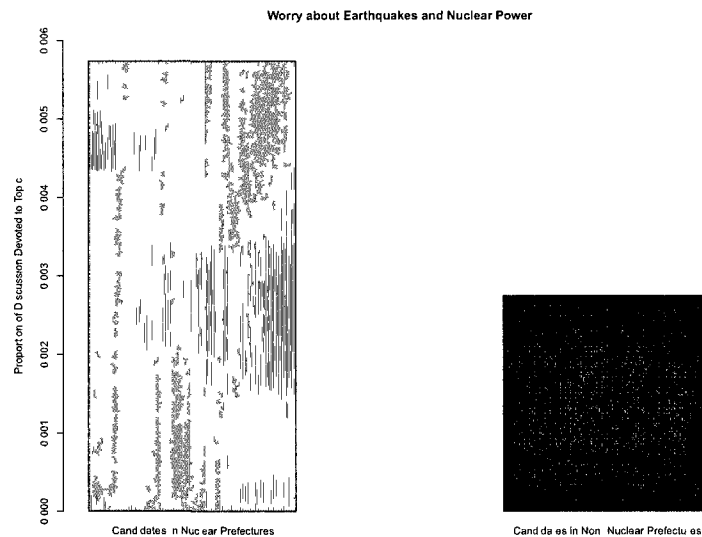 Worry about Earthquakes and Nuclear Power
Proport on of D scussion Devoted to Top c
0.006
0.005
0.004
0.003
0.002
0.001
0.000
Cand dates n Nuc ear Prefectures
Cand da es in Non Nuclear Prefectu es